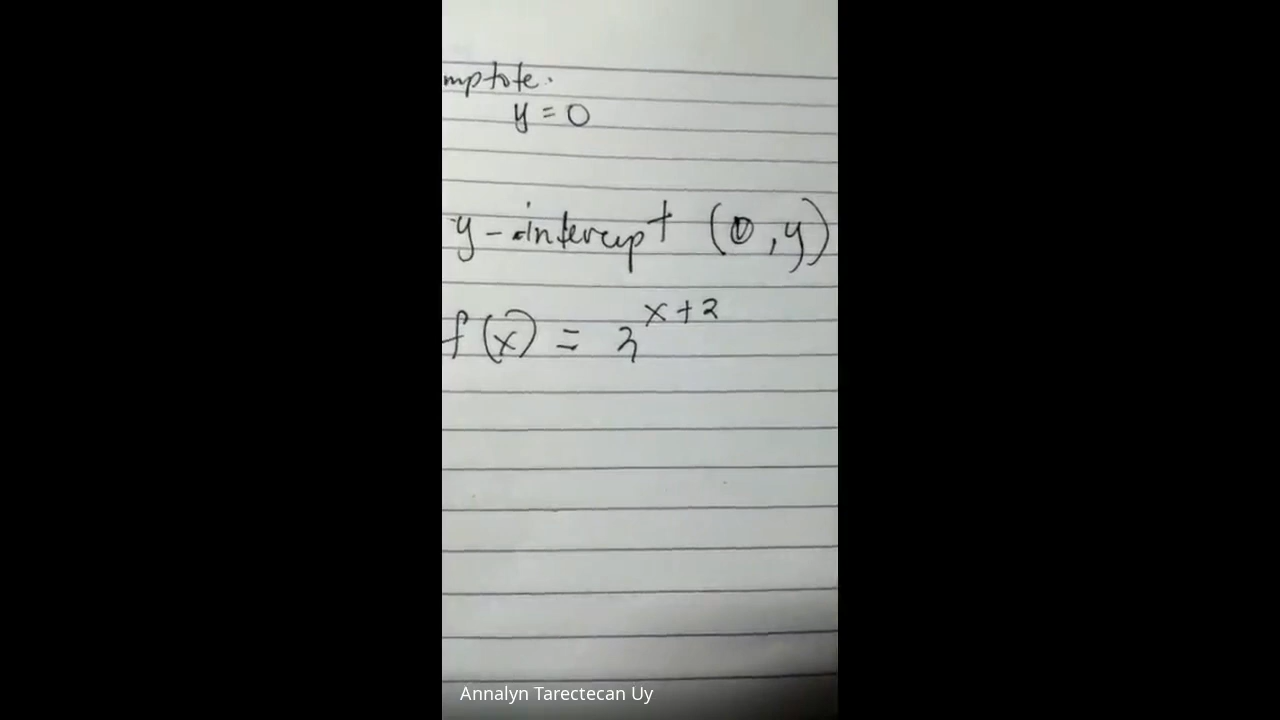 mptote.
y = 0
y-intercept (0, y)
f(x) = 3^{x+2}
Annalyn Tarectecan Uy